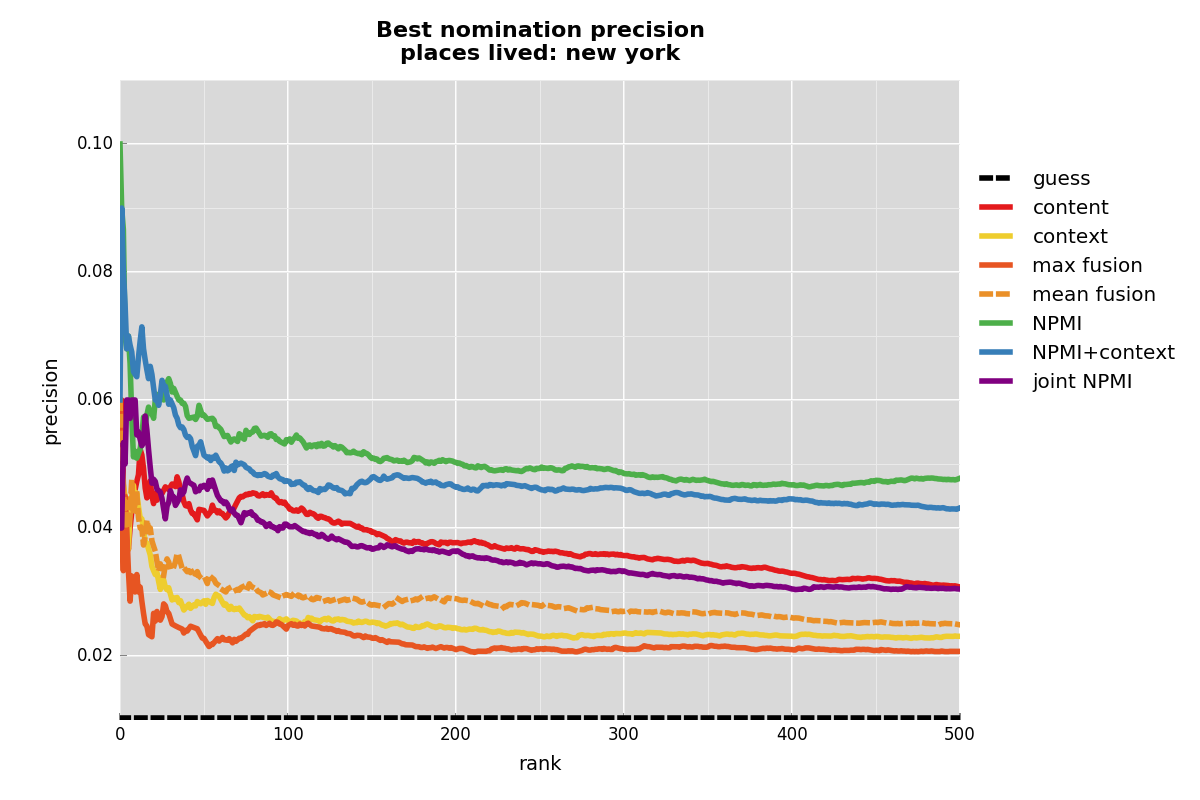 Best nomination precision
places lived: new york
precision
0.10
0.08
0.06
0.04
0.02
0
100
200
300
400
500
rank
guess
content
context
max fusion
mean fusion
NPMI
NPMI+context
joint NPMI